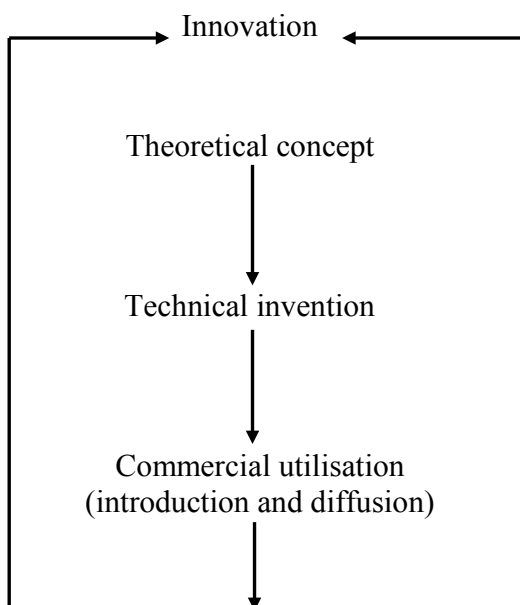 Innovation
Theoretical concept
Technical invention
Commercial utilisation
(introduction and diffusion)